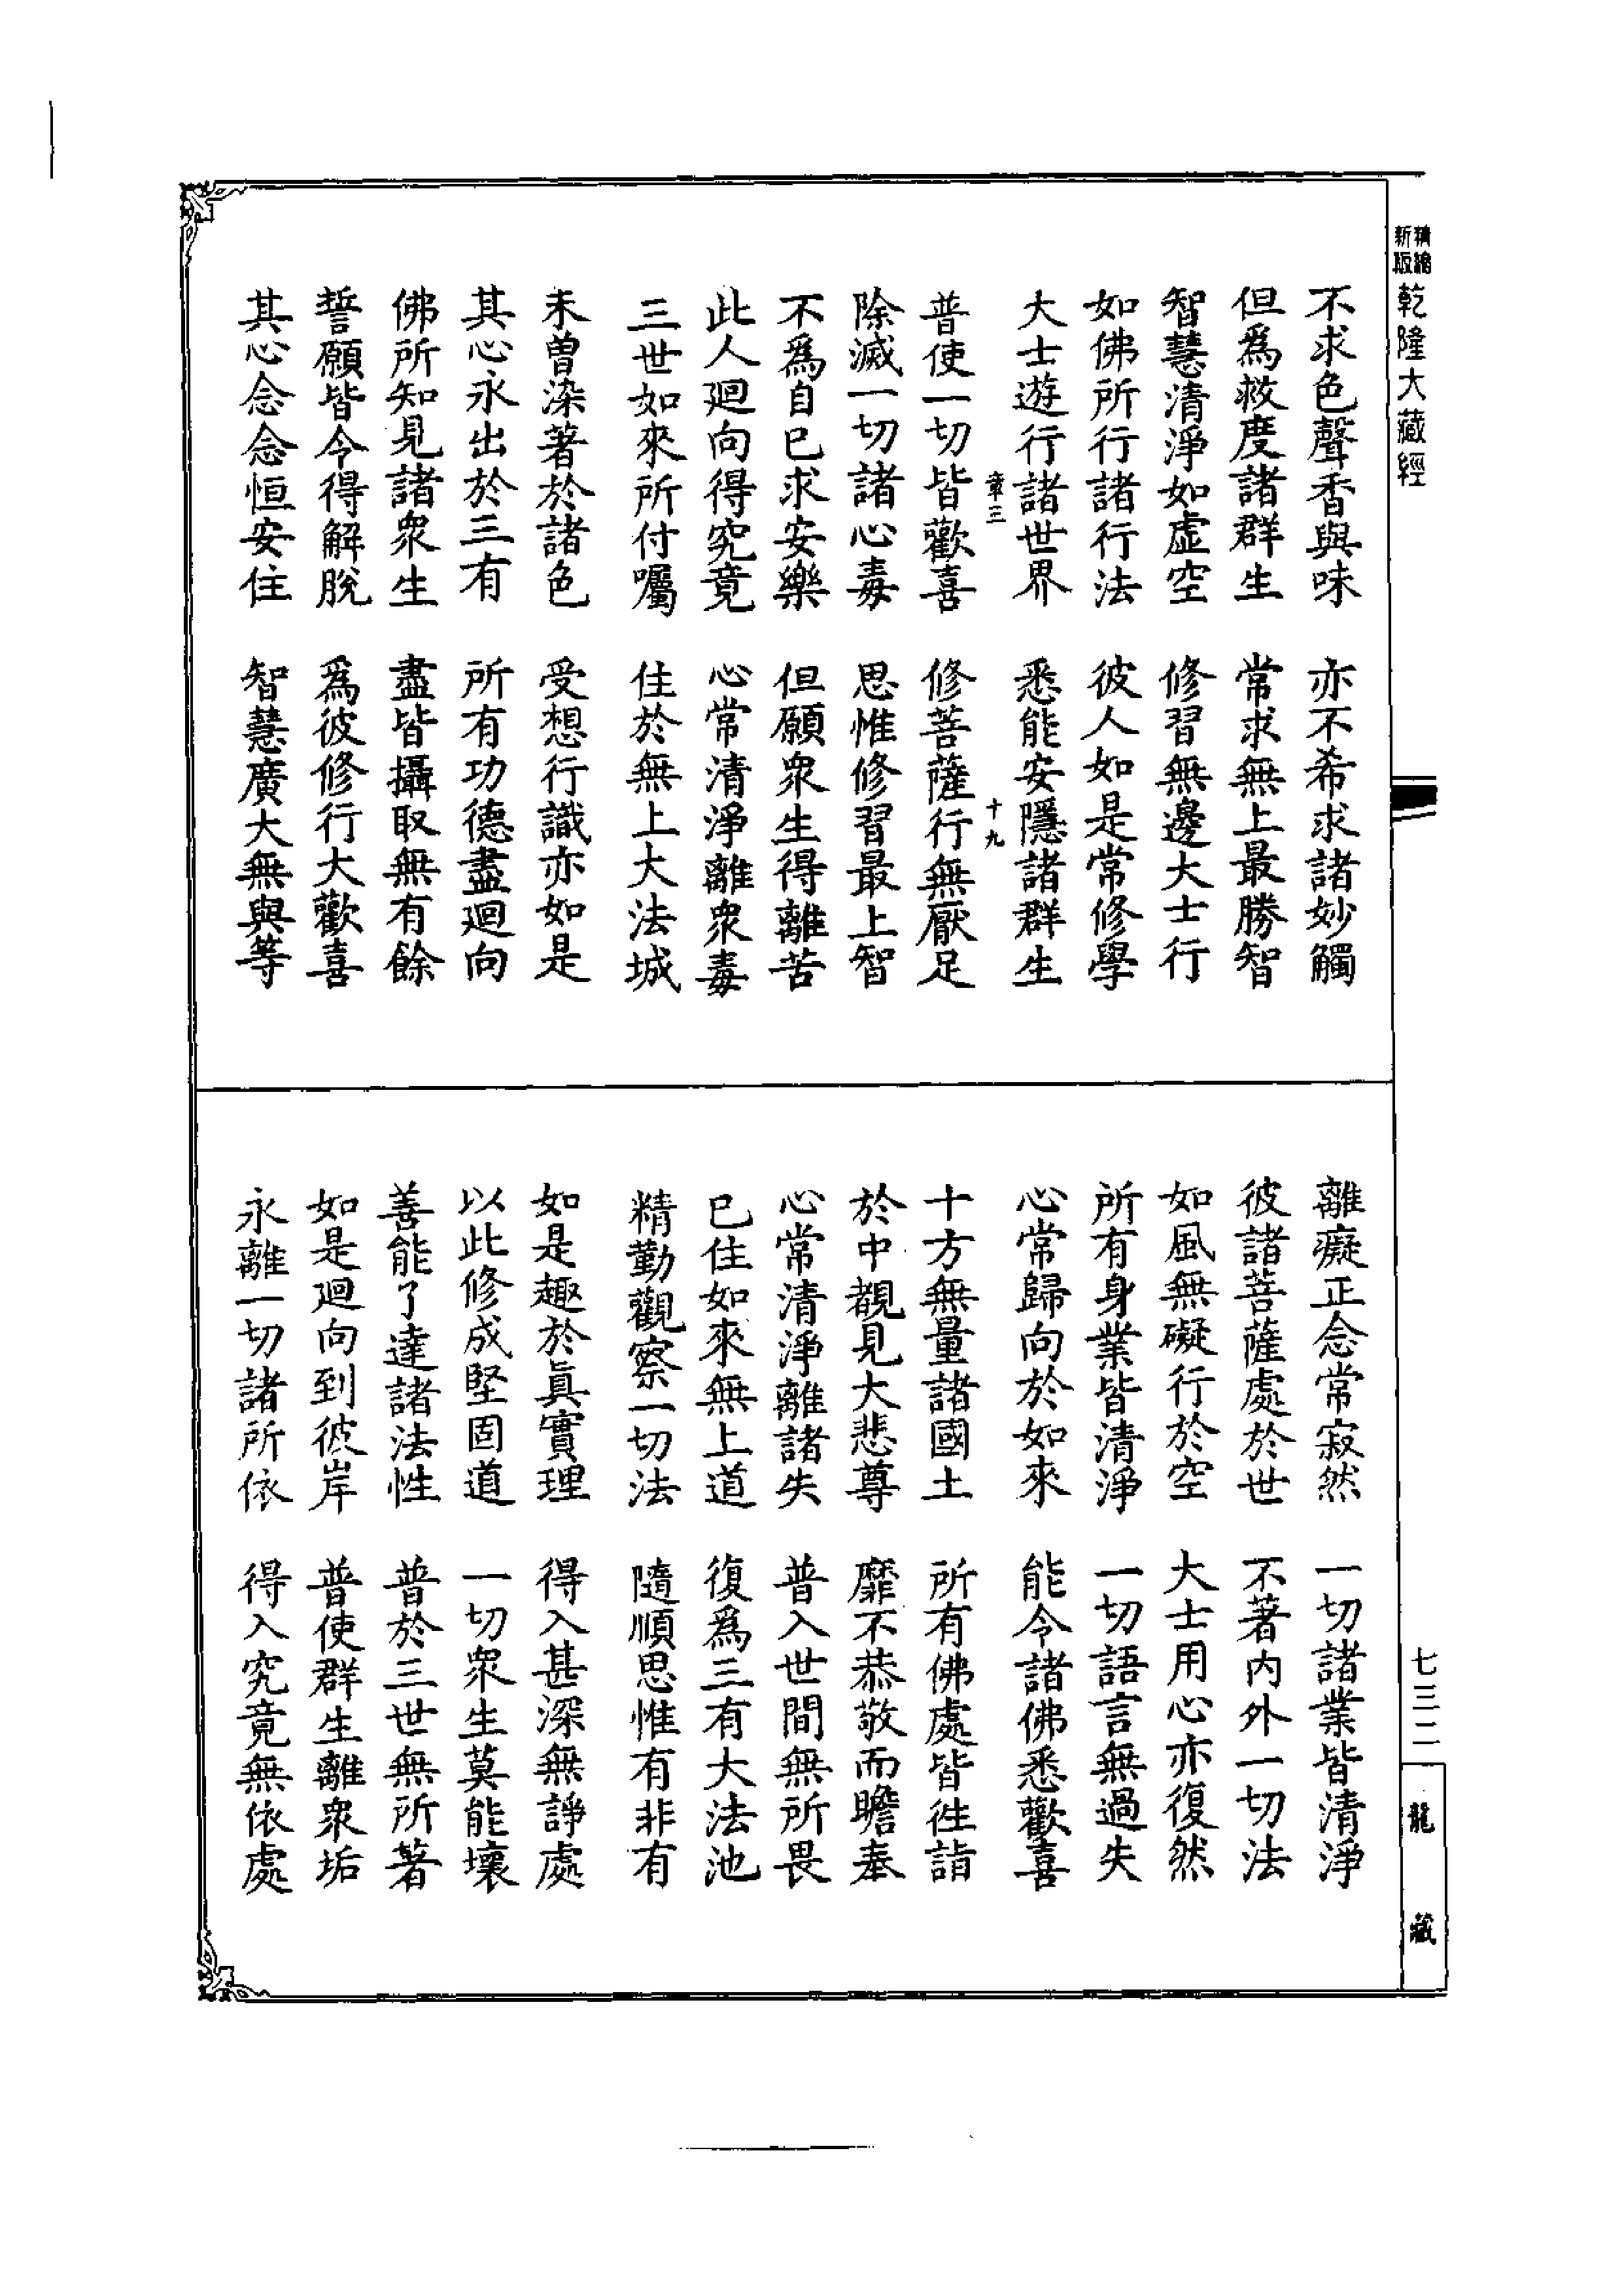 精縮新版乾隆大藏經
不求色聲香與味　亦不希求諸妙觸
但爲救度諸群生　常求無上最勝智
智慧清淨如虛空　修習無邊大士行
如佛所行諸行法　彼人如是常修學
大士遊行諸世界　悉能安隱諸群生
章三　十九
普使一切皆歡喜　修菩薩行無厭足
除滅一切諸心毒　思惟修習最上智
不爲自已求安樂　但願衆生得離苦
此人廻向得究竟　心常清淨離衆毒
三世如來所付囑　住於無上大法城
未曾染著於諸色　受想行識亦如是
其心永出於三有　所有功德盡廻向
佛所知見諸衆生　盡皆攝取無有餘
誓願皆令得解脫　爲彼修行大歡喜
其心念念恒安住　智慧廣大無與等
離癡正念常寂然　一切諸業皆清淨
彼諸菩薩處於世　不著內外一切法
如風無礙行於空　大士用心亦復然
所有身業皆清淨　一切語言無過失
心常歸向於如來　能令諸佛悉歡喜
十方無量諸國土　所有佛處皆徃詣
於中覩見大悲尊　靡不恭敬而瞻奉
心常清淨離諸失　普入世間無所畏
已住如來無上道　復爲三有大法池
精勤觀察一切法　隨順思惟有非有
如是趣於眞實理　得入甚深無諍處
以此修成堅固道　一切衆生莫能壞
善能了達諸法性　普於三世無所著
如是廻向到彼岸　普使群生離衆垢
永離一切諸所依　得入究竟無依處
七三二
龍藏